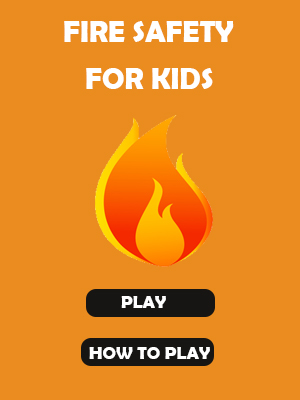 FIRE SAFETY
FOR KIDS
PLAY
HOW TO PLAY